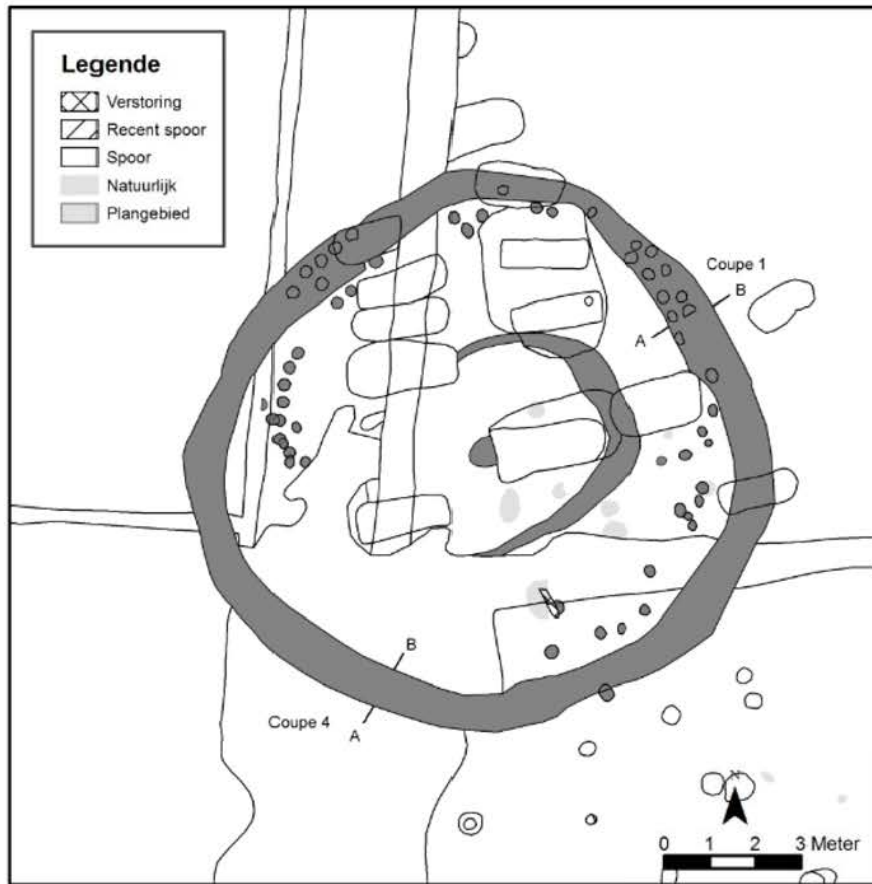 Legende
Verstoring
Recent spoor
Spoor
Natuurlijk
Plangebied
Coupe 1
B
A
B
Coupe 4
A
N
0 1 2 3 Meter